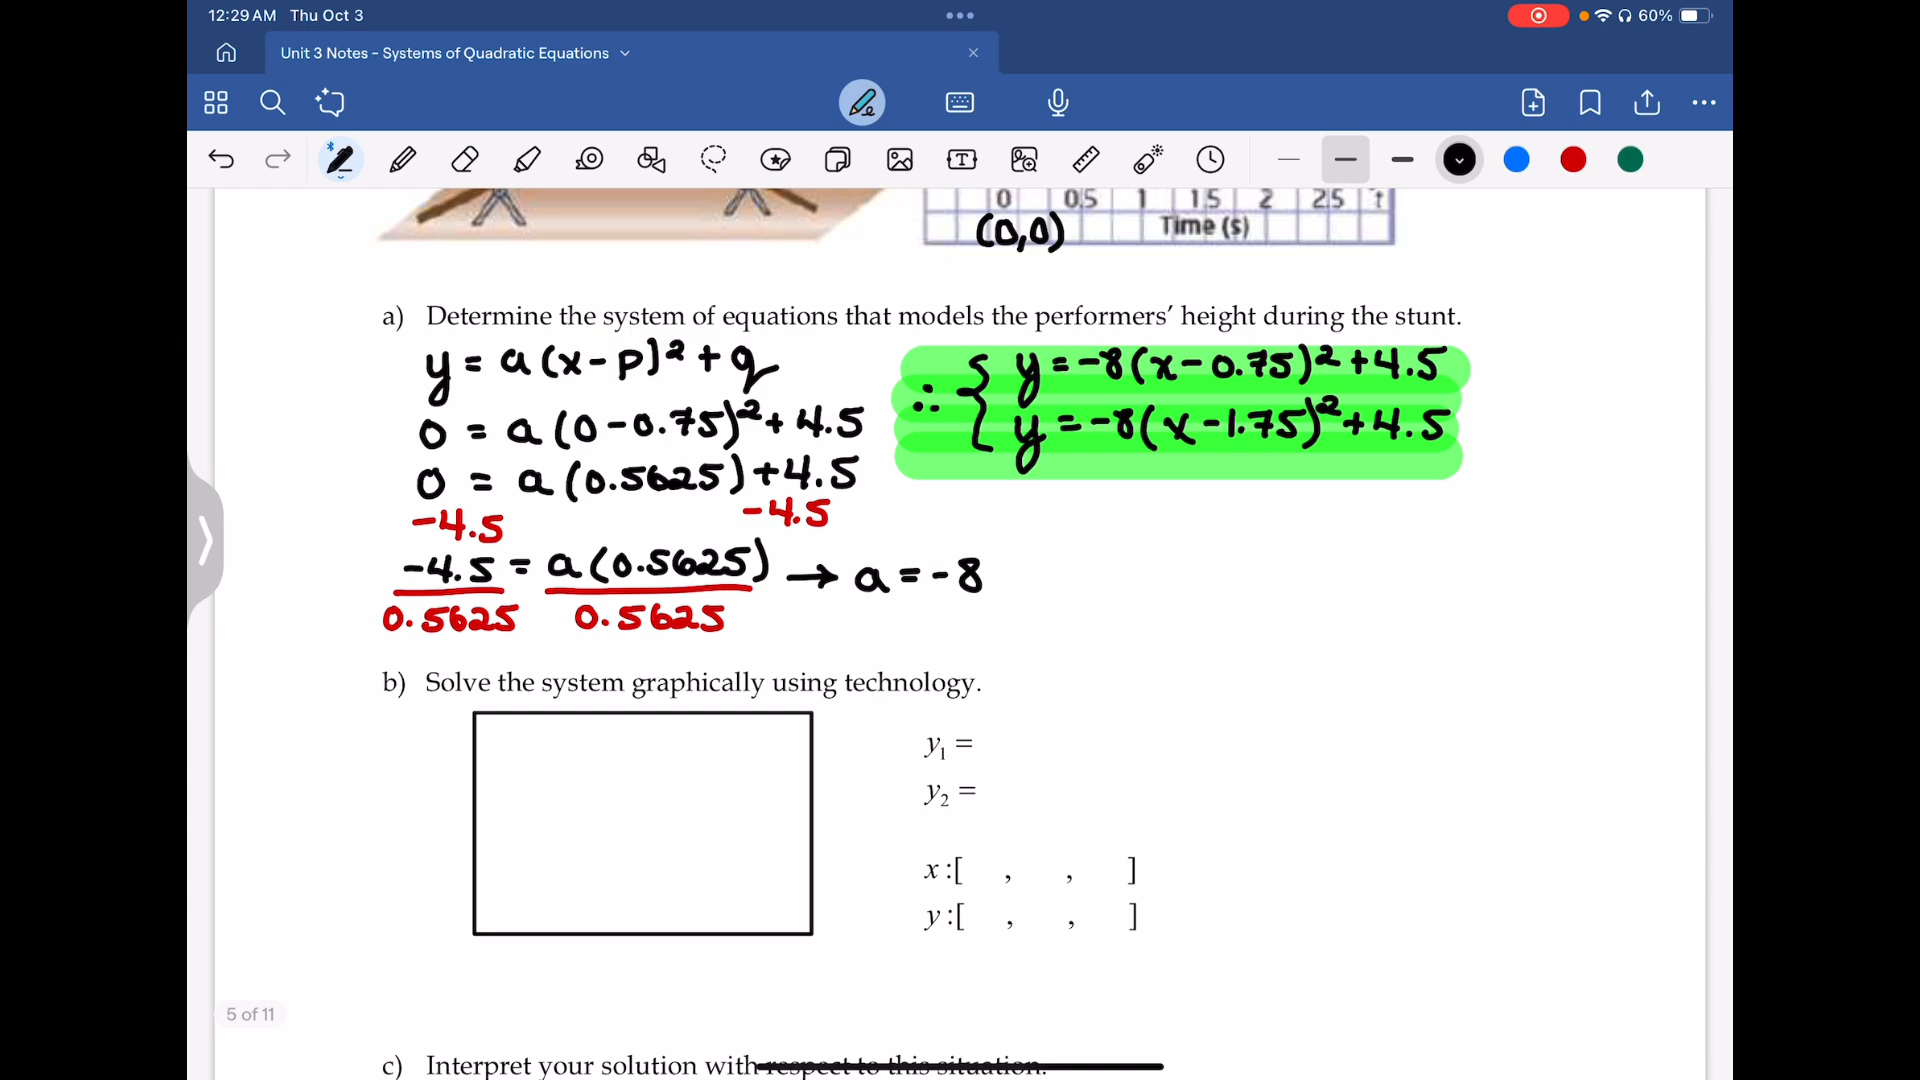 12:29 AM Thu Oct 3
60%
Unit 3 Notes - Systems of Quadratic Equations
0 0.5 1 1.5 2 2.5 t
Time (s)
(0,0)
a) Determine the system of equations that models the performers' height during the stunt.
y = a(x-p)² + q
0 = a(0-0.75)² + 4.5
0 = a(0.5625) + 4.5
-4.5 -4.5
-4.5 = a(0.5625) → a = -8
0.5625 0.5625
∴ { y = -8(x-0.75)² + 4.5
y = -8(x-1.75)² + 4.5
b) Solve the system graphically using technology.
y₁ =
y₂ =
x:[ , , ]
y:[ , , ]
5 of 11
c) Interpret your solution with respect to this situation.